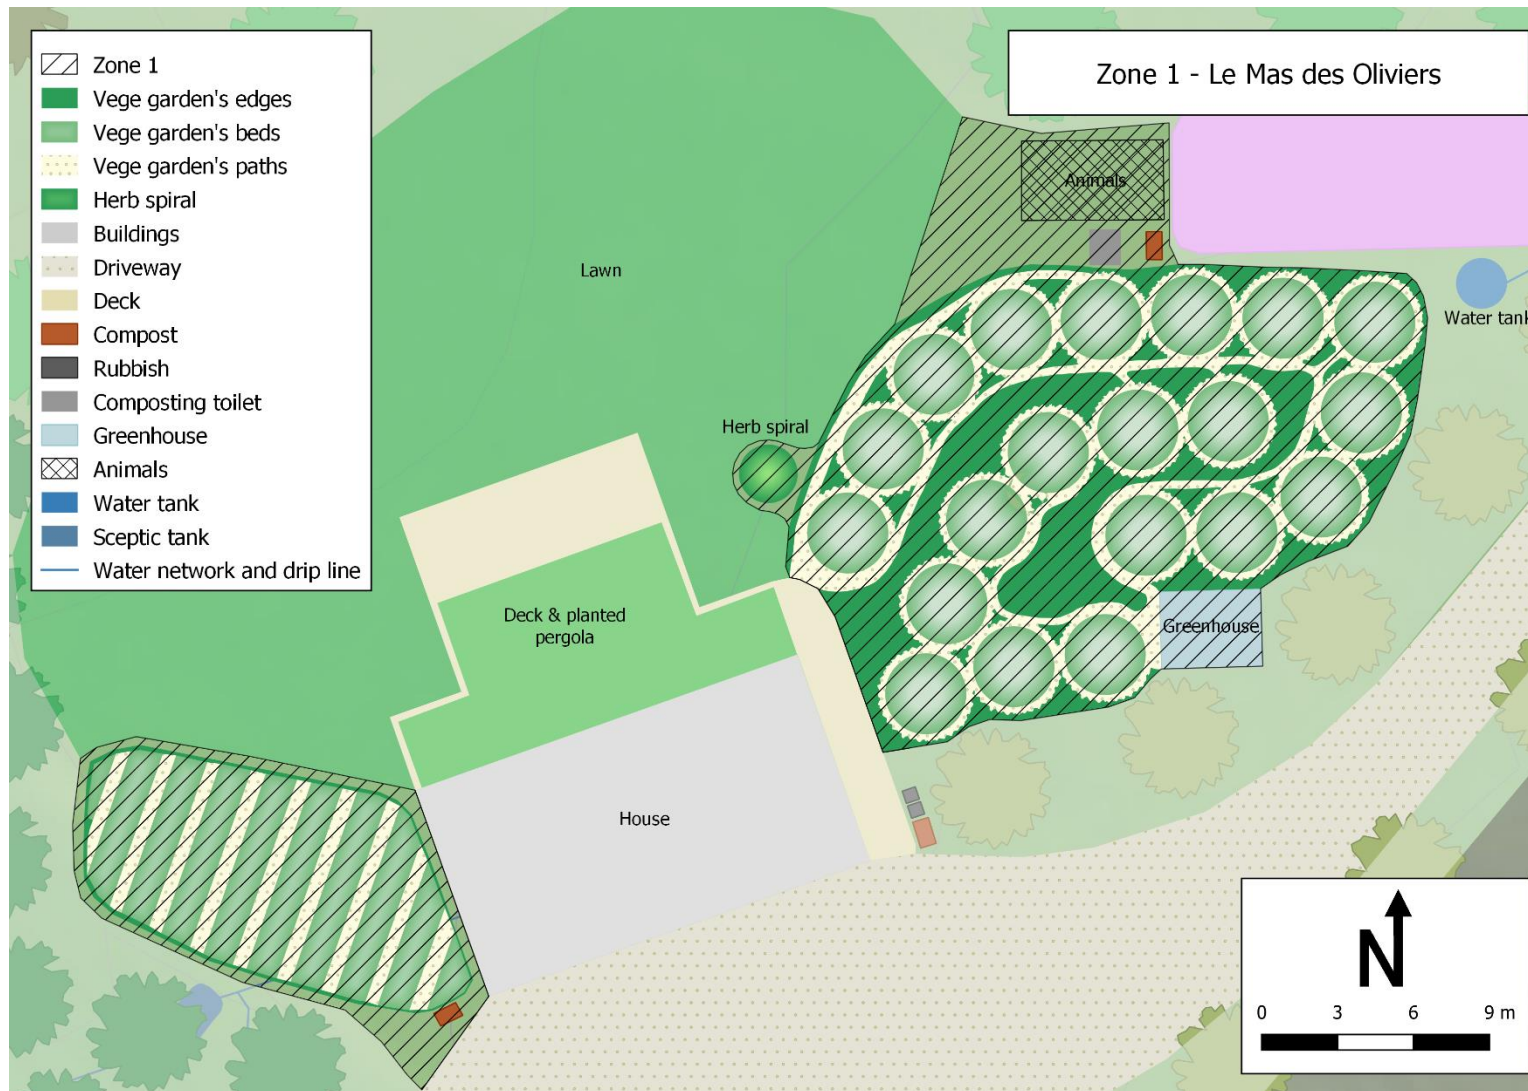 Zone 1
Vege garden's edges
Vege garden's beds
Vege garden's paths
Herb spiral
Buildings
Driveway
Deck
Compost
Rubbish
Composting toilet
Greenhouse
Animals
Water tank
Sceptic tank
Water network and drip line
Zone 1 - Le Mas des Oliviers
Animals
Lawn
Water tank
Herb spiral
Deck & planted
pergola
Greenhouse
House
N
0 3 6 9 m